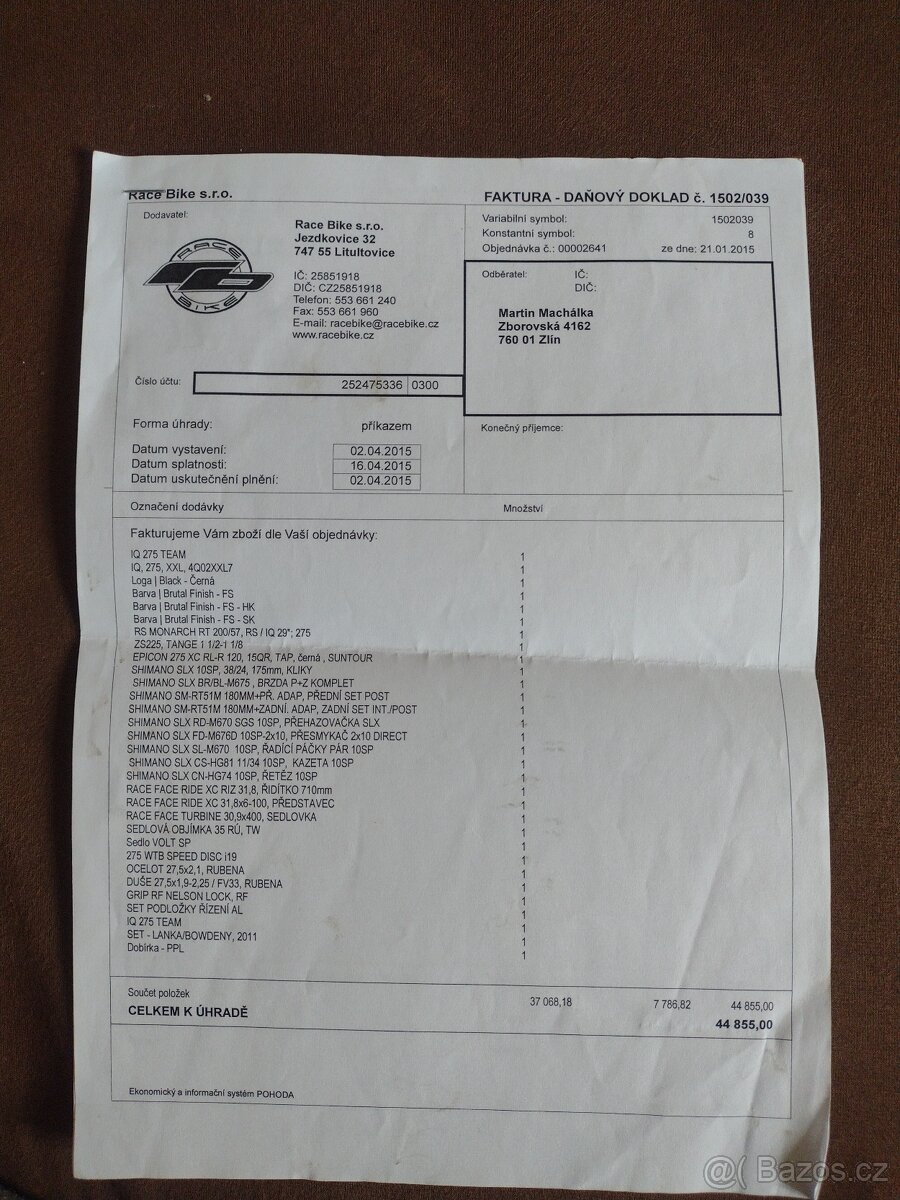 Race Bike s.r.o.
FAKTURA - DAŇOVÝ DOKLAD č. 1502/039
Dodavatel:
RACE
BIKE
Race Bike s.r.o.
Jezdkovice 32
747 55 Litultovice
IČ: 25851918
DIČ: CZ25851918
Telefon: 553 661 240
Fax: 553 661 960
E-mail: racebike@racebike.cz
www.racebike.cz
Variabilní symbol: 1502039
Konstantní symbol: 8
Objednávka č.: 00002641 ze dne: 21.01.2015
Odběratel: IČ:
DIČ:
Martin Machálka
Zborovská 4162
760 01 Zlín
Číslo účtu: 252475336 0300
Forma úhrady: příkazem
Konečný příjemce:
Datum vystavení: 02.04.2015
Datum splatnosti: 16.04.2015
Datum uskutečnění plnění: 02.04.2015
Označení dodávky Množství
Fakturujeme Vám zboží dle Vaší objednávky:
IQ 275 TEAM 1
IQ, 275, XXL, 4Q02XXL7 1
Loga | Black - Černá 1
Barva | Brutal Finish - FS 1
Barva | Brutal Finish - FS - HK 1
Barva | Brutal Finish - FS - SK 1
RS MONARCH RT 200/57, RS / IQ 29"; 275 1
ZS225, TANGE 1 1/2-1 1/8 1
EPICON 275 XC RL-R 120, 15QR, TAP, černá , SUNTOUR 1
SHIMANO SLX 10SP, 38/24, 175mm, KLIKY 1
SHIMANO SLX BR/BL-M675 , BRZDA P+Z KOMPLET 1
SHIMANO SM-RT51M 180MM+PŘ. ADAP, PŘEDNÍ SET POST 1
SHIMANO SM-RT51M 180MM+ZADNÍ. ADAP, ZADNÍ SET INT./POST 1
SHIMANO SLX RD-M670 SGS 10SP, PŘEHAZOVAČKA SLX 1
SHIMANO SLX FD-M676D 10SP-2x10, PŘESMYKAČ 2x10 DIRECT 1
SHIMANO SLX SL-M670 10SP, ŘADÍCÍ PÁČKY PÁR 10SP 1
SHIMANO SLX CS-HG81 11/34 10SP, KAZETA 10SP 1
SHIMANO SLX CN-HG74 10SP, ŘETĚZ 10SP 1
RACE FACE RIDE XC RIZ 31,8, ŘIDÍTKO 710mm 1
RACE FACE RIDE XC 31,8x6-100, PŘEDSTAVEC 1
RACE FACE TURBINE 30,9x400, SEDLOVKA 1
SEDLOVÁ OBJÍMKA 35 RÚ, TW 1
Sedlo VOLT SP 1
275 WTB SPEED DISC i19 1
OCELOT 27,5x2,1, RUBENA 1
DUŠE 27,5x1,9-2,25 / FV33, RUBENA 1
GRIP RF NELSON LOCK, RF 1
SET PODLOŽKY ŘÍZENÍ AL 1
IQ 275 TEAM 1
SET - LANKA/BOWDENY, 2011 1
Dobírka - PPL 1
Součet položek 37 068,18 7 786,82 44 855,00
CELKEM K ÚHRADĚ 44 855,00
Ekonomický a informační systém POHODA
@( Bazoš.cz